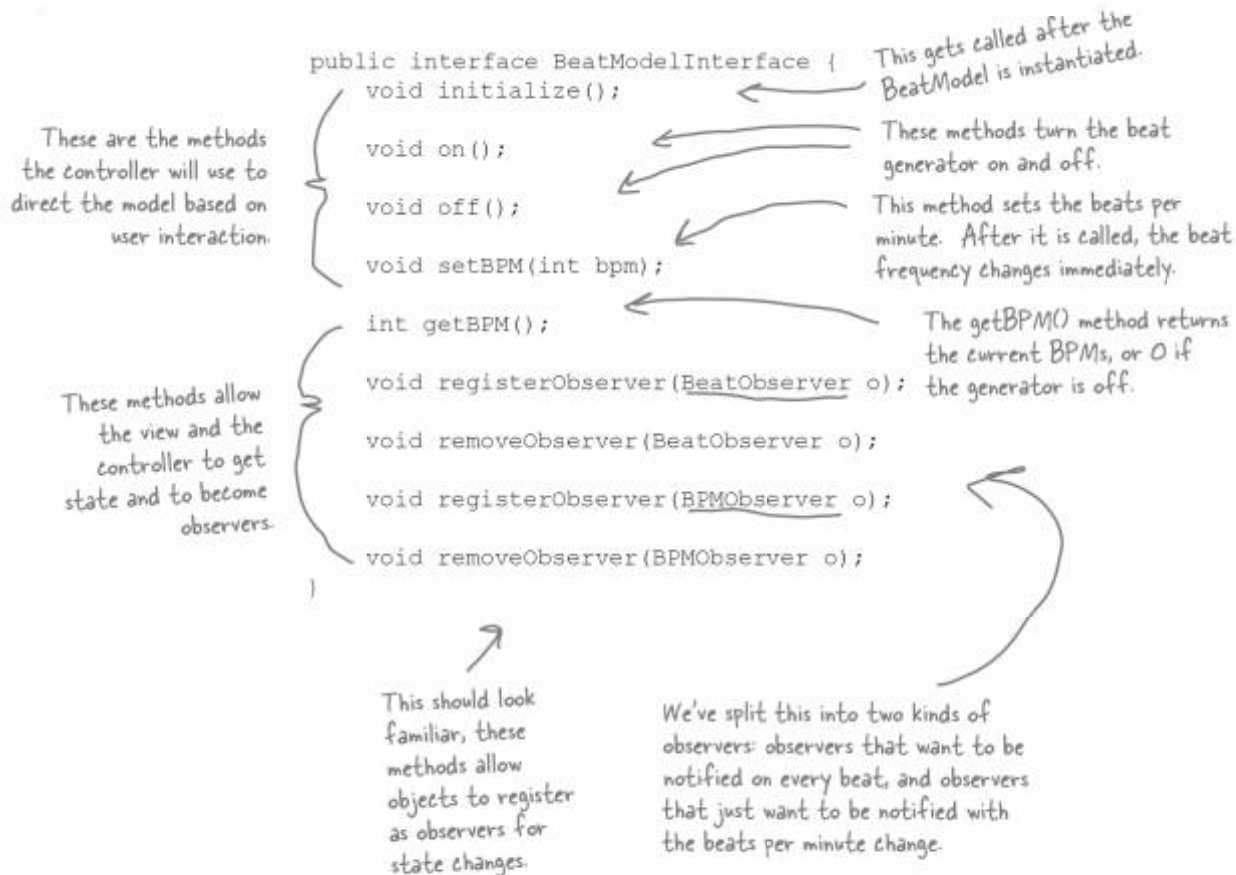 public interface BeatModelInterface {
void initialize();
void on();
void off();
void setBPM(int bpm);
int getBPM();
void registerObserver(BeatObserver o);
void removeObserver(BeatObserver o);
void registerObserver(BPMObserver o);
void removeObserver(BPMObserver o);
}
These are the methods
the controller will use to
direct the model based on
user interaction.
These methods allow
the view and the
controller to get
state and to become
observers.
This gets called after the
BeatModel is instantiated.
These methods turn the beat
generator on and off.
This method sets the beats per
minute. After it is called, the beat
frequency changes immediately.
The getBPM() method returns
the current BPMs, or 0 if
the generator is off.
This should look
familiar, these
methods allow
objects to register
as observers for
state changes.
We've split this into two kinds of
observers: observers that want to be
notified on every beat, and observers
that just want to be notified with
the beats per minute change.